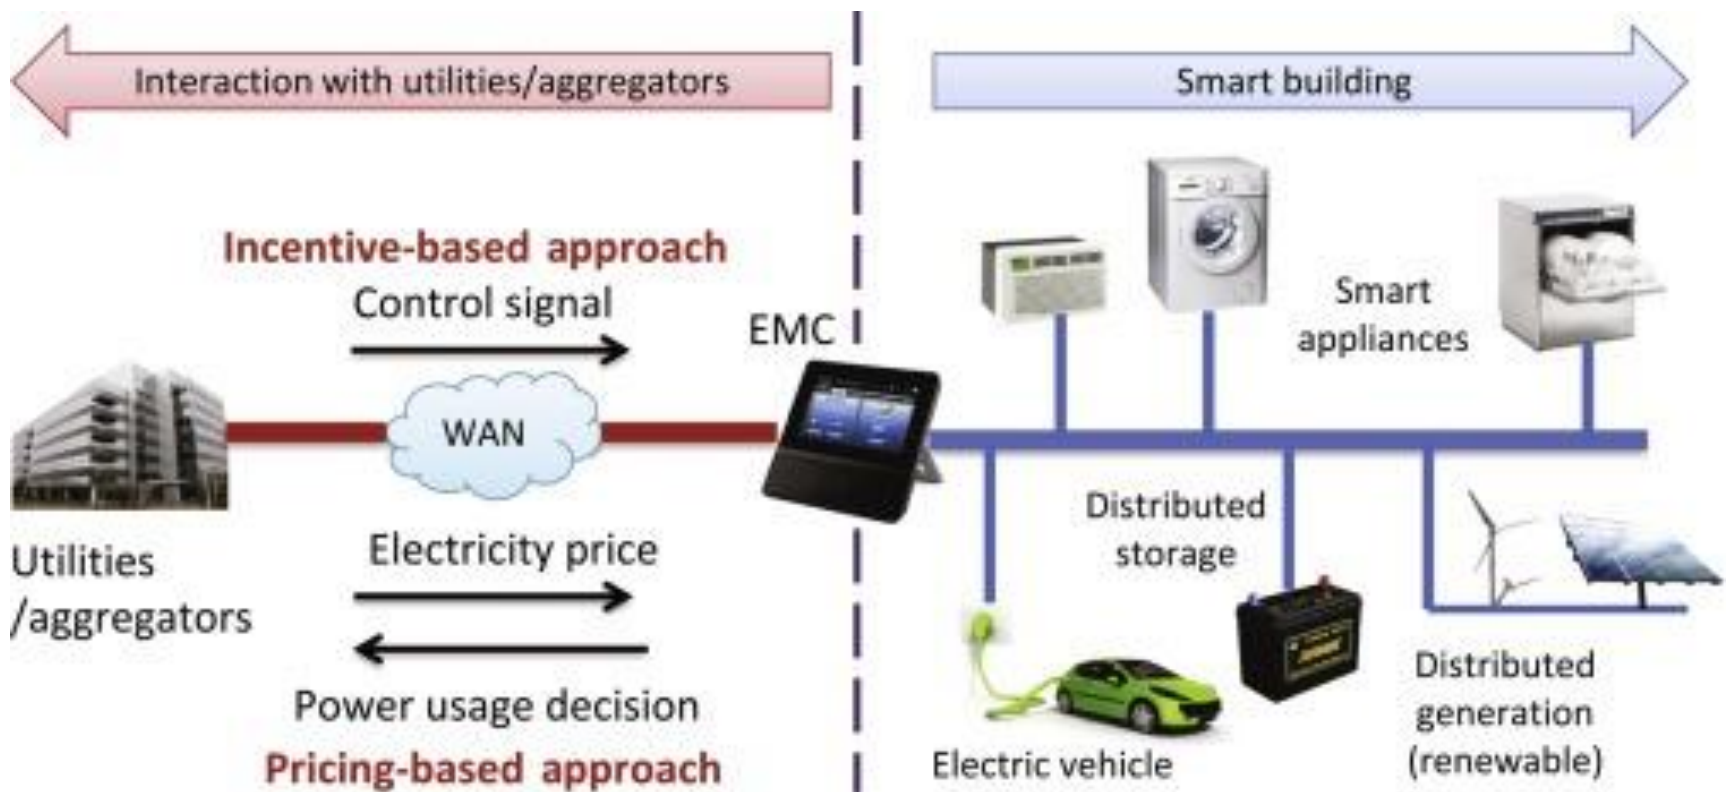 Interaction with utilities/aggregators
Smart building
Incentive-based approach
Control signal
EMC
WAN
Utilities
/aggregators
Electricity price
Power usage decision
Pricing-based approach
Smart
appliances
Distributed
storage
Electric vehicle
Distributed
generation
(renewable)